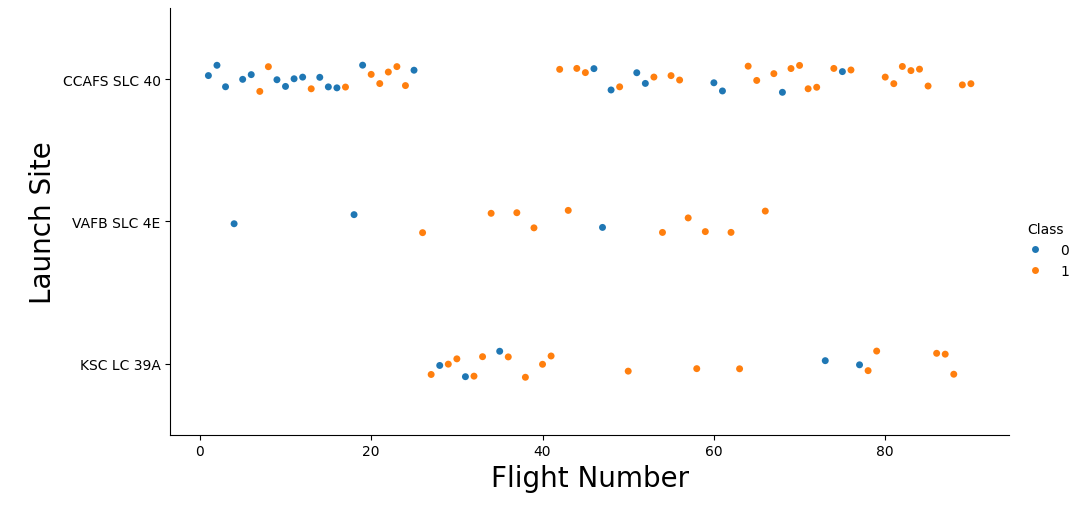 Launch Site
CCAFS SLC 40
VAFB SLC 4E
KSC LC 39A
0 20 40 60 80
Flight Number
Class
0
1